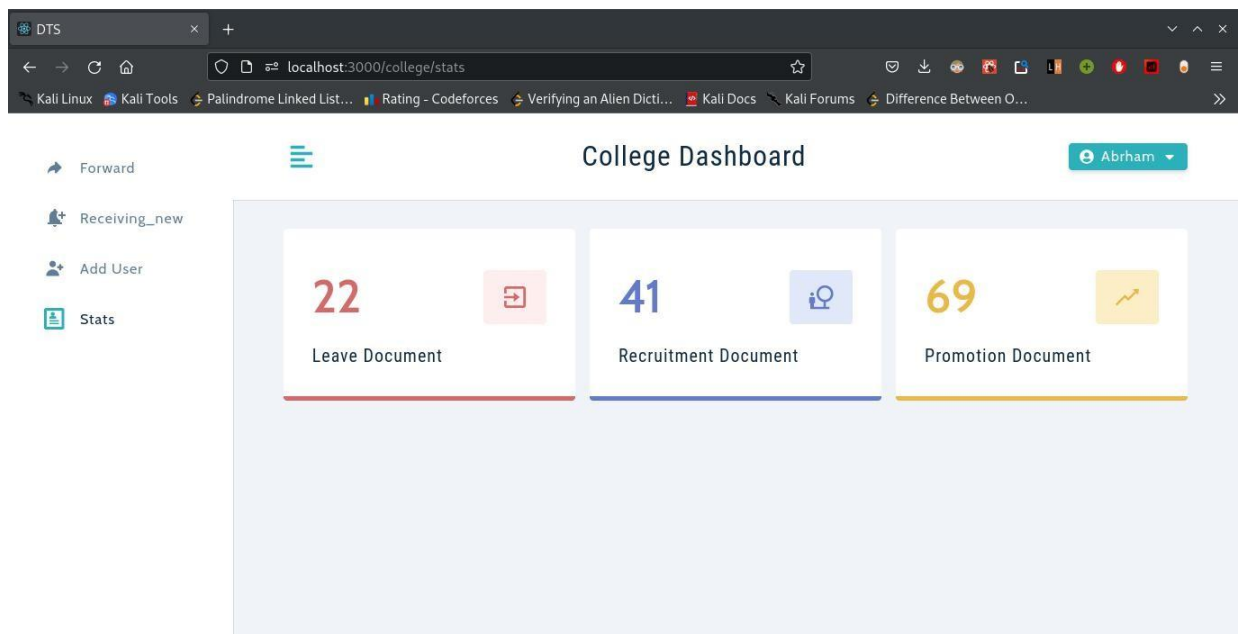 DTS
localhost:3000/college/stats
Kali Linux Kali Tools Palindrome Linked List... Rating - Codeforces Verifying an Alien Dicti... Kali Docs Kali Forums Difference Between O...
College Dashboard
Abrham
Forward
Receiving_new
Add User
Stats
22
Leave Document
41
Recruitment Document
69
Promotion Document